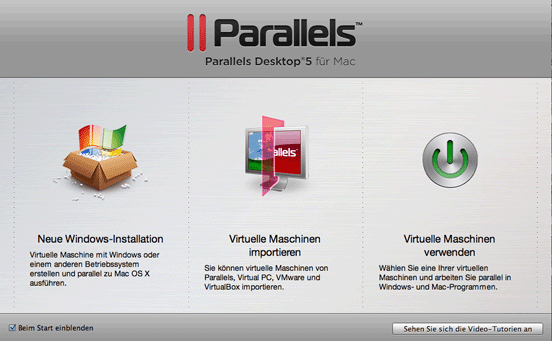 Parallels™
Parallels Desktop® 5 für Mac
arallels
Neue Windows-Installation
Virtuelle Maschine mit Windows oder
einem anderen Betriebssystem
erstellen und parallel zu Mac OS X
ausführen.
Virtuelle Maschinen
importieren
Sie können virtuelle Maschinen von
Parallels, Virtual PC, VMware und
VirtualBox importieren.
Virtuelle Maschinen
verwenden
Wählen Sie eine Ihrer virtuellen
Maschinen und arbeiten Sie parallel in
Windows- und Mac-Programmen.
Beim Start einblenden
Sehen Sie sich die Video-Tutorien an